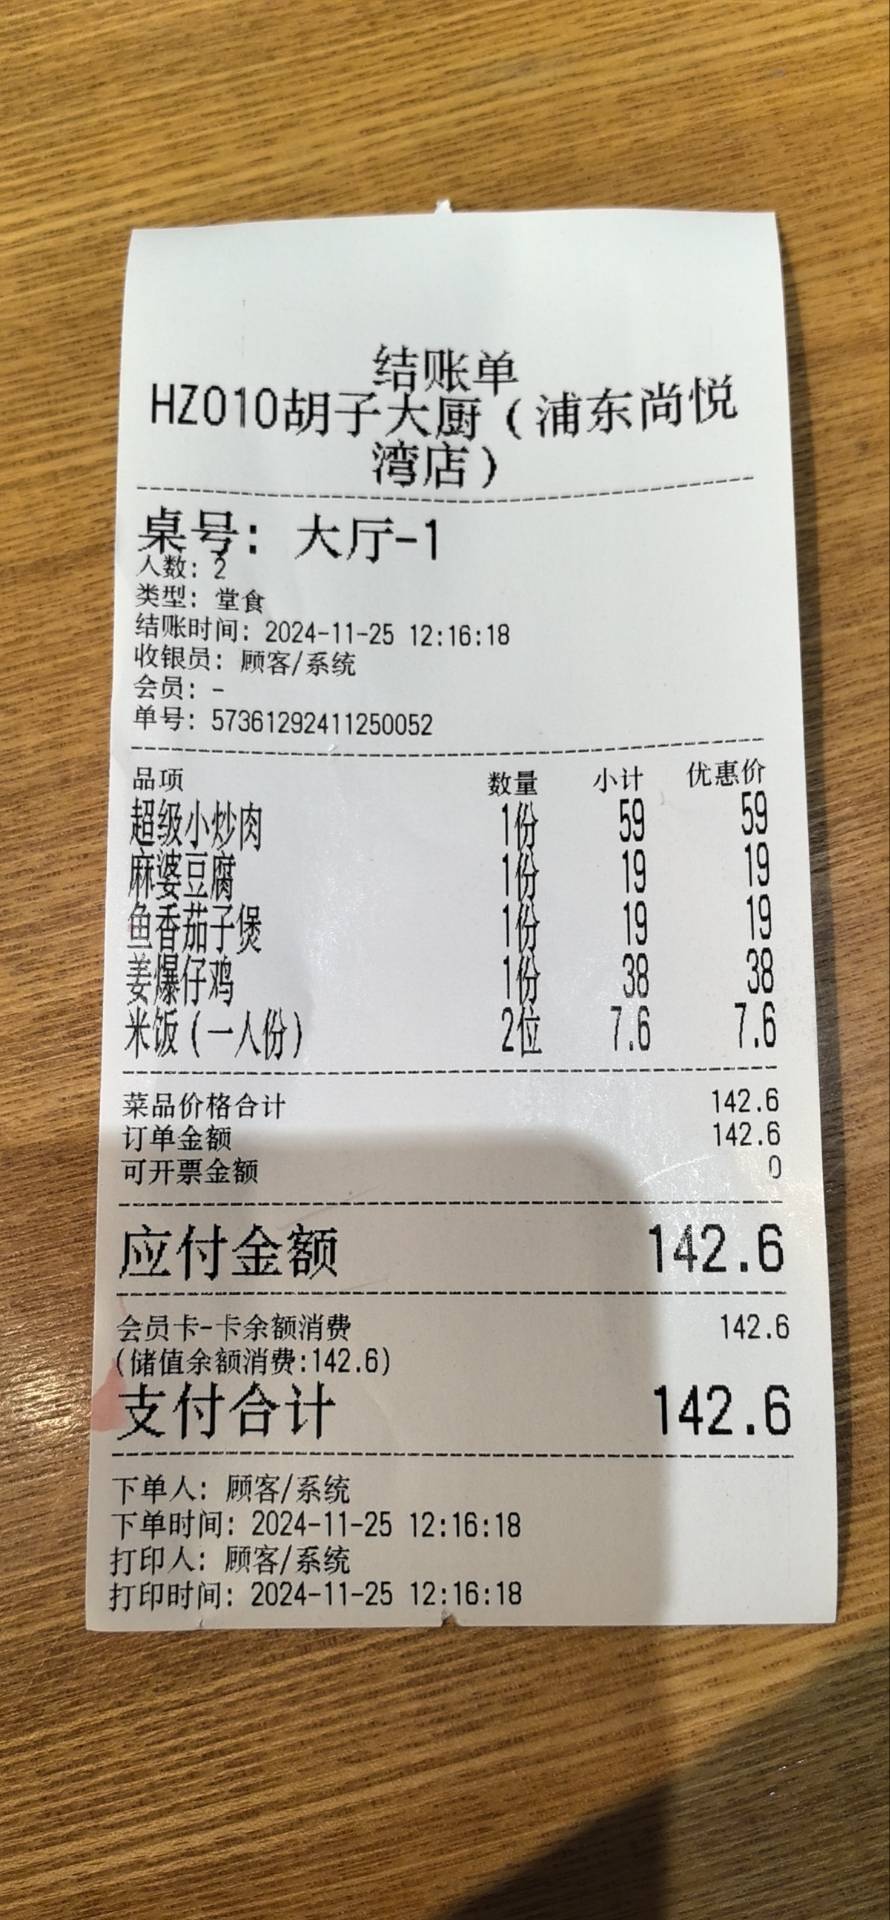 结账单
HZ010胡子大厨（浦东尚悦
湾店）
桌号：大厅-1
人数：2
类型：堂食
结账时间：2024-11-25 12:16:18
收银员：顾客/系统
会员：-
单号：57361292411250052
品项 数量 小计 优惠价
超级小炒肉 1份 59 59
麻婆豆腐 1份 19 19
鱼香茄子煲 1份 19 19
姜爆仔鸡 1份 38 38
米饭（一人份） 2位 7.6 7.6
菜品价格合计 142.6
订单金额 142.6
可开票金额 0
应付金额 142.6
会员卡-卡余额消费 142.6
(储值余额消费:142.6)
支付合计 142.6
下单人：顾客/系统
下单时间：2024-11-25 12:16:18
打印人：顾客/系统
打印时间：2024-11-25 12:16:18